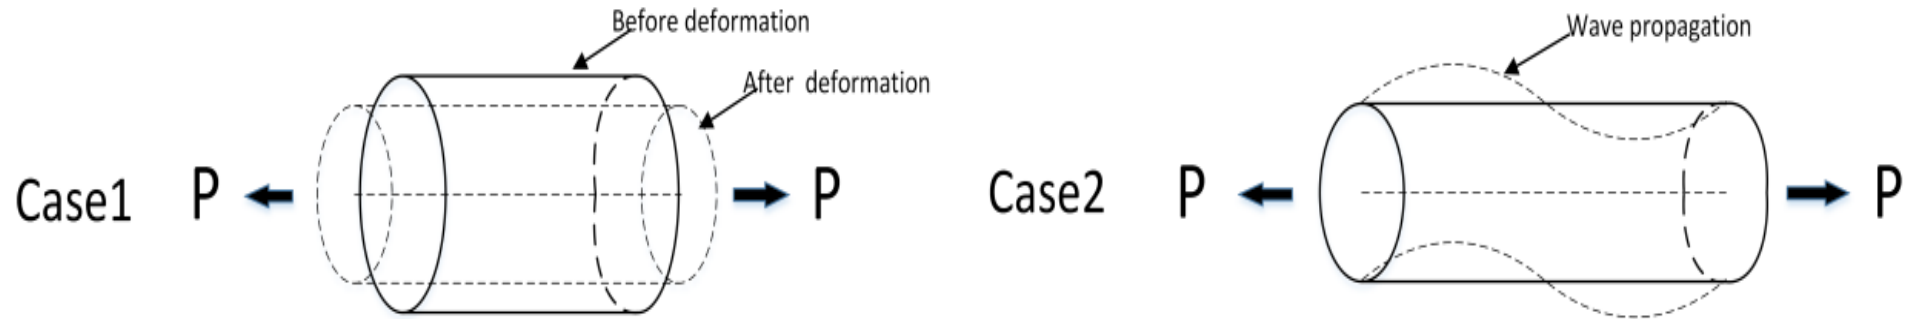 Before deformation
After deformation
Case1 P P
Wave propagation
Case2 P P